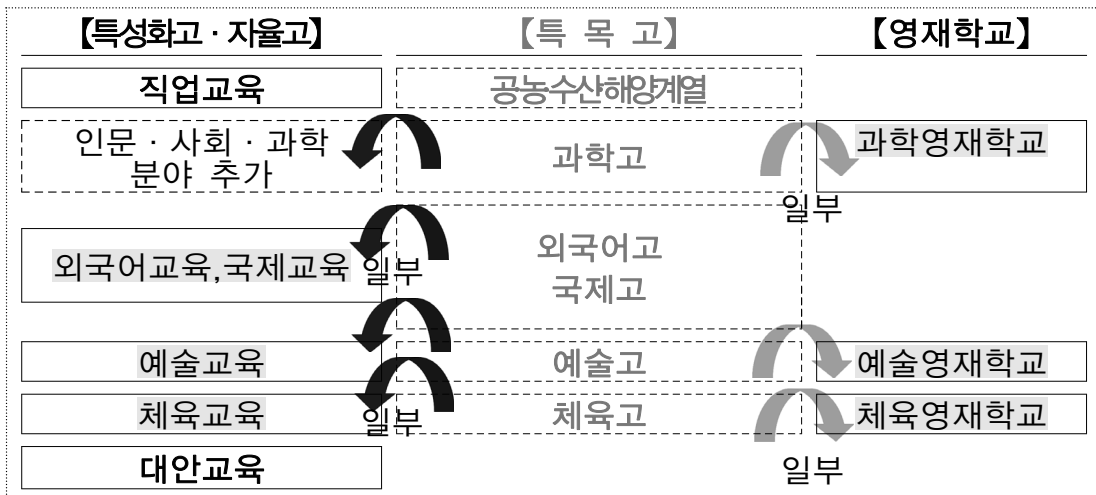 【특성화고 · 자율고】 【특 목 고】 【영재학교】
직업교육 공농수산해양계열
인문 · 사회 · 과학
분야 추가
과학고 과학영재학교
일부
외국어고
외국어교육,국제교육 일부
국제고
예술교육 예술고 예술영재학교
체육교육 일부 체육고 체육영재학교
대안교육 일부